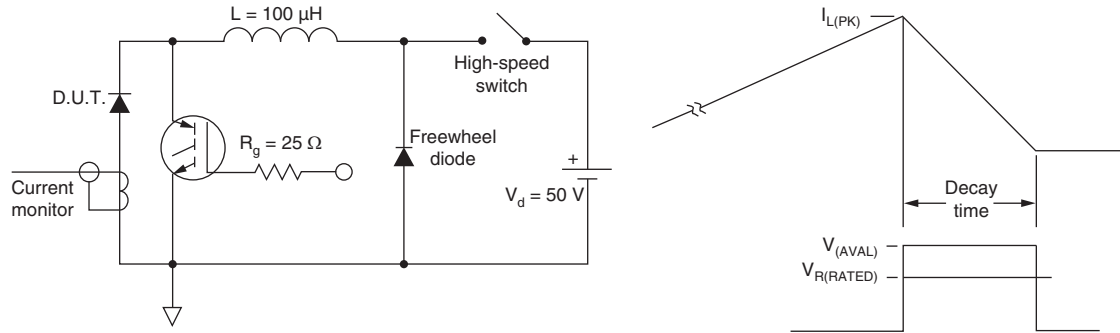 L = 100 µH
D.U.T.
High-speed
switch
R_g = 25 Ω
Freewheel
diode
+
V_d = 50 V
Current
monitor
I_L(PK)
Decay
time
V_(AVAL)
V_R(RATED)